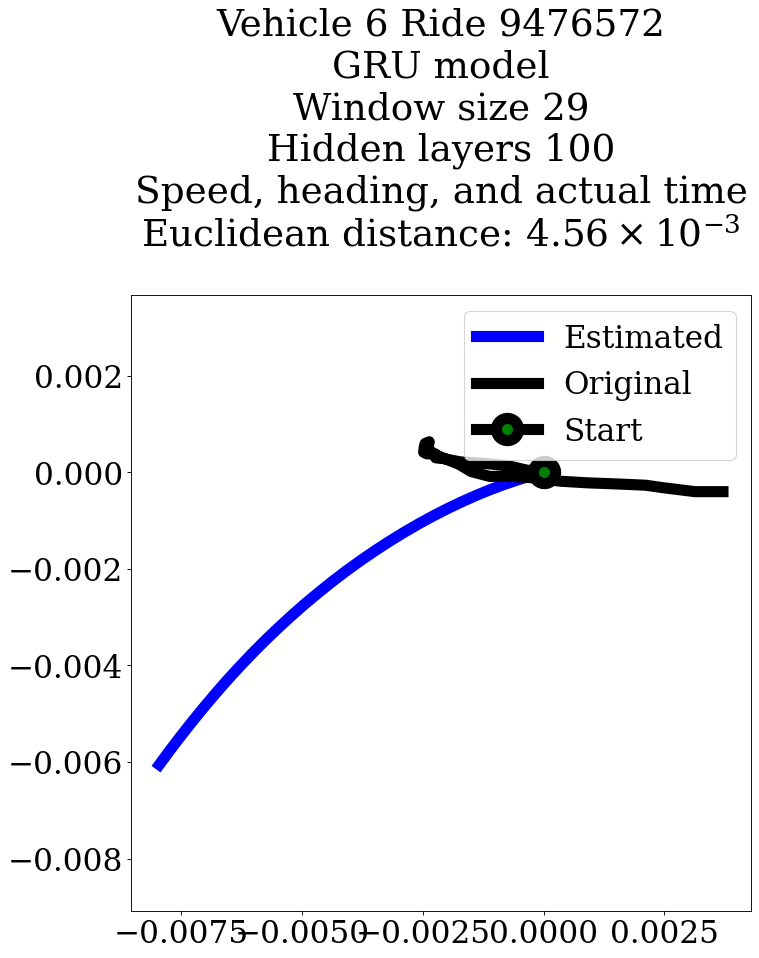 Vehicle 6 Ride 9476572
GRU model
Window size 29
Hidden layers 100
Speed, heading, and actual time
Euclidean distance: 4.56 × 10⁻³
Estimated
Original
Start
0.002
0.000
−0.002
−0.004
−0.006
−0.008
−0.0075 −0.0050 −0.0025 0.0000 0.0025